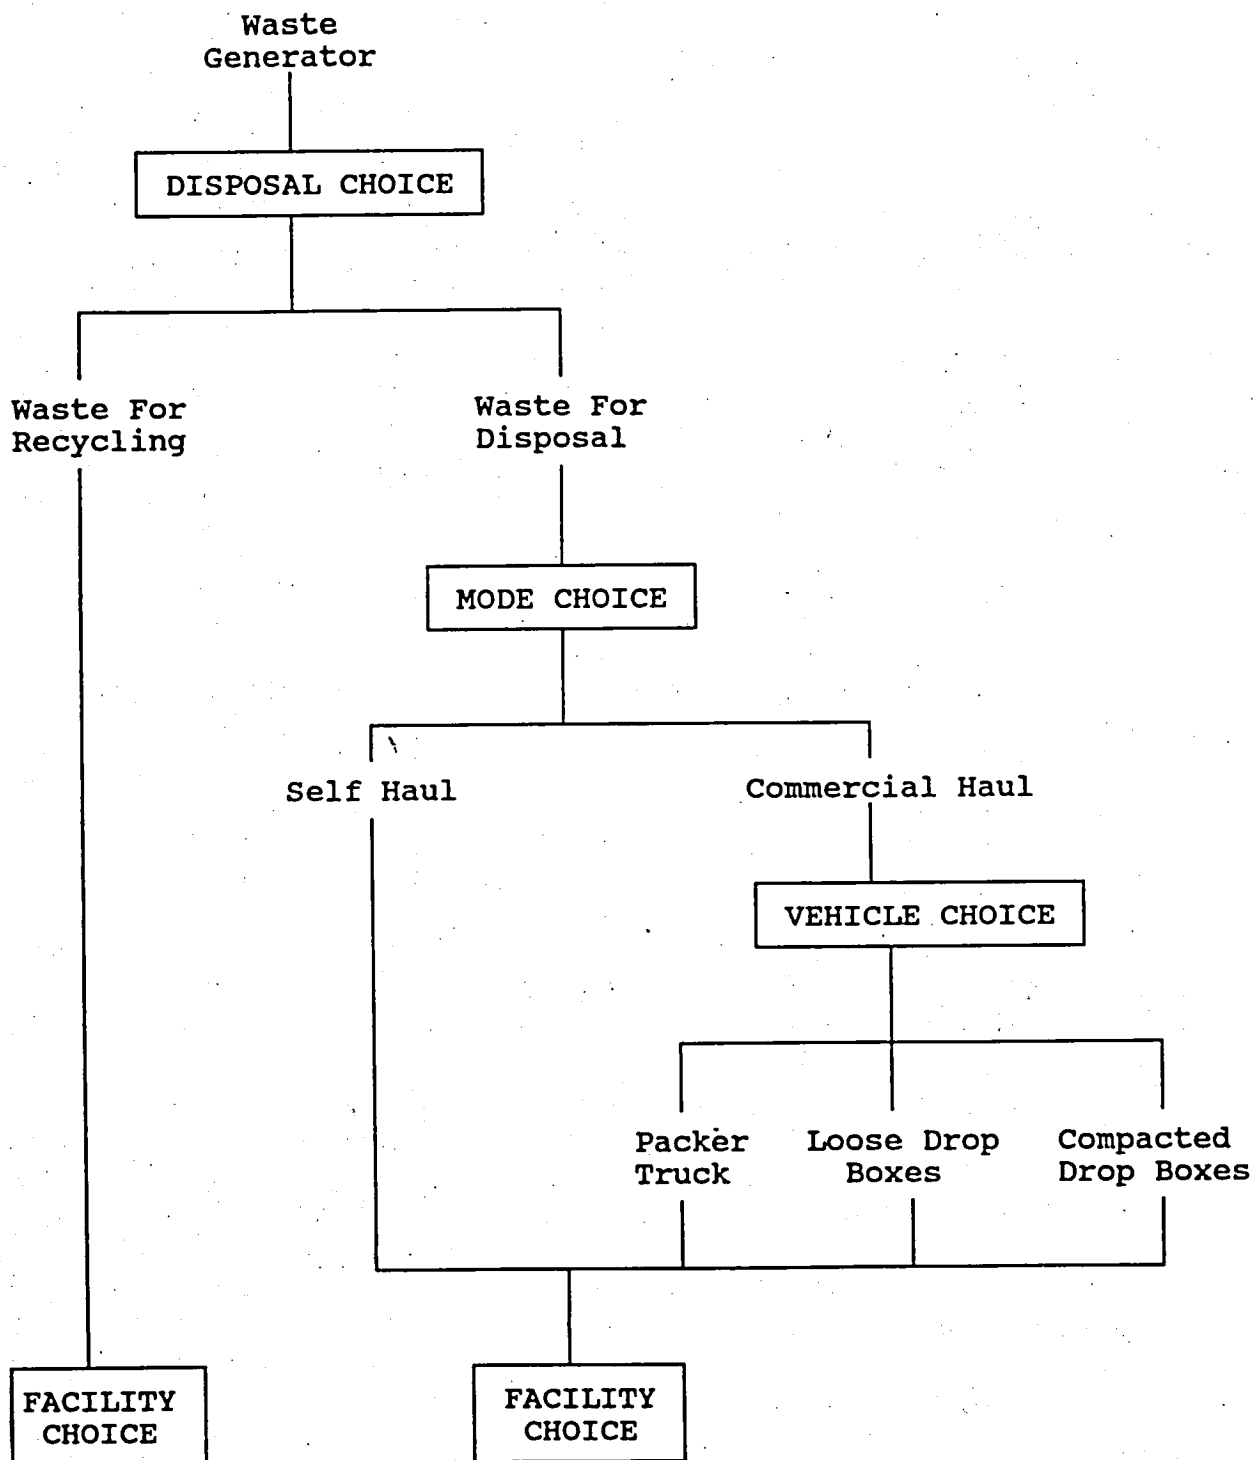 Waste
Generator
DISPOSAL CHOICE
Waste For
Recycling
Waste For
Disposal
MODE CHOICE
Self Haul
Commercial Haul
VEHICLE CHOICE
Packer
Truck
Loose Drop
Boxes
Compacted
Drop Boxes
FACILITY
CHOICE
FACILITY
CHOICE